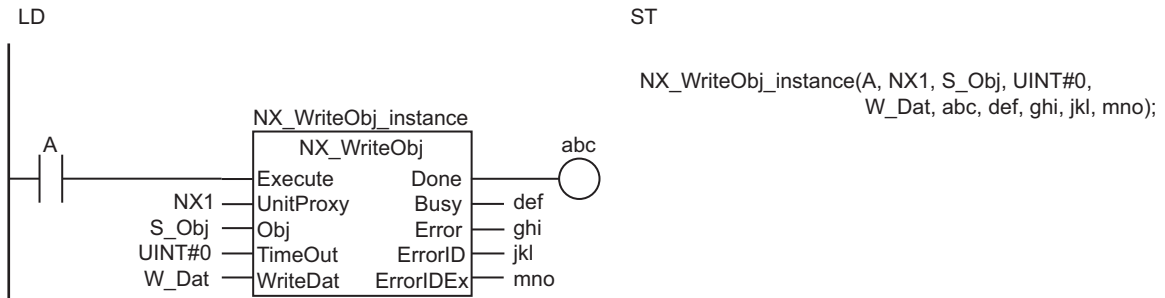 LD
ST
NX_WriteObj_instance(A, NX1, S_Obj, UINT#0,
W_Dat, abc, def, ghi, jkl, mno);
NX_WriteObj_instance
A NX_WriteObj abc
Execute Done
NX1 UnitProxy Busy def
S_Obj Obj Error ghi
UINT#0 TimeOut ErrorID jkl
W_Dat WriteDat ErrorIDEx mno